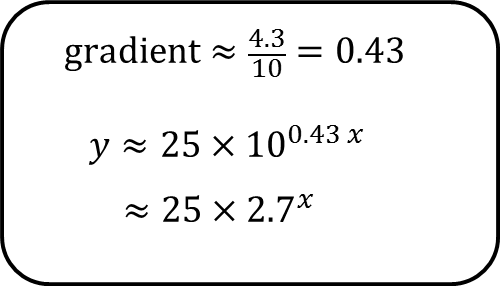 gradient ≈ 4.3/10 = 0.43
y ≈ 25 × 10^0.43 x
≈ 25 × 2.7^x